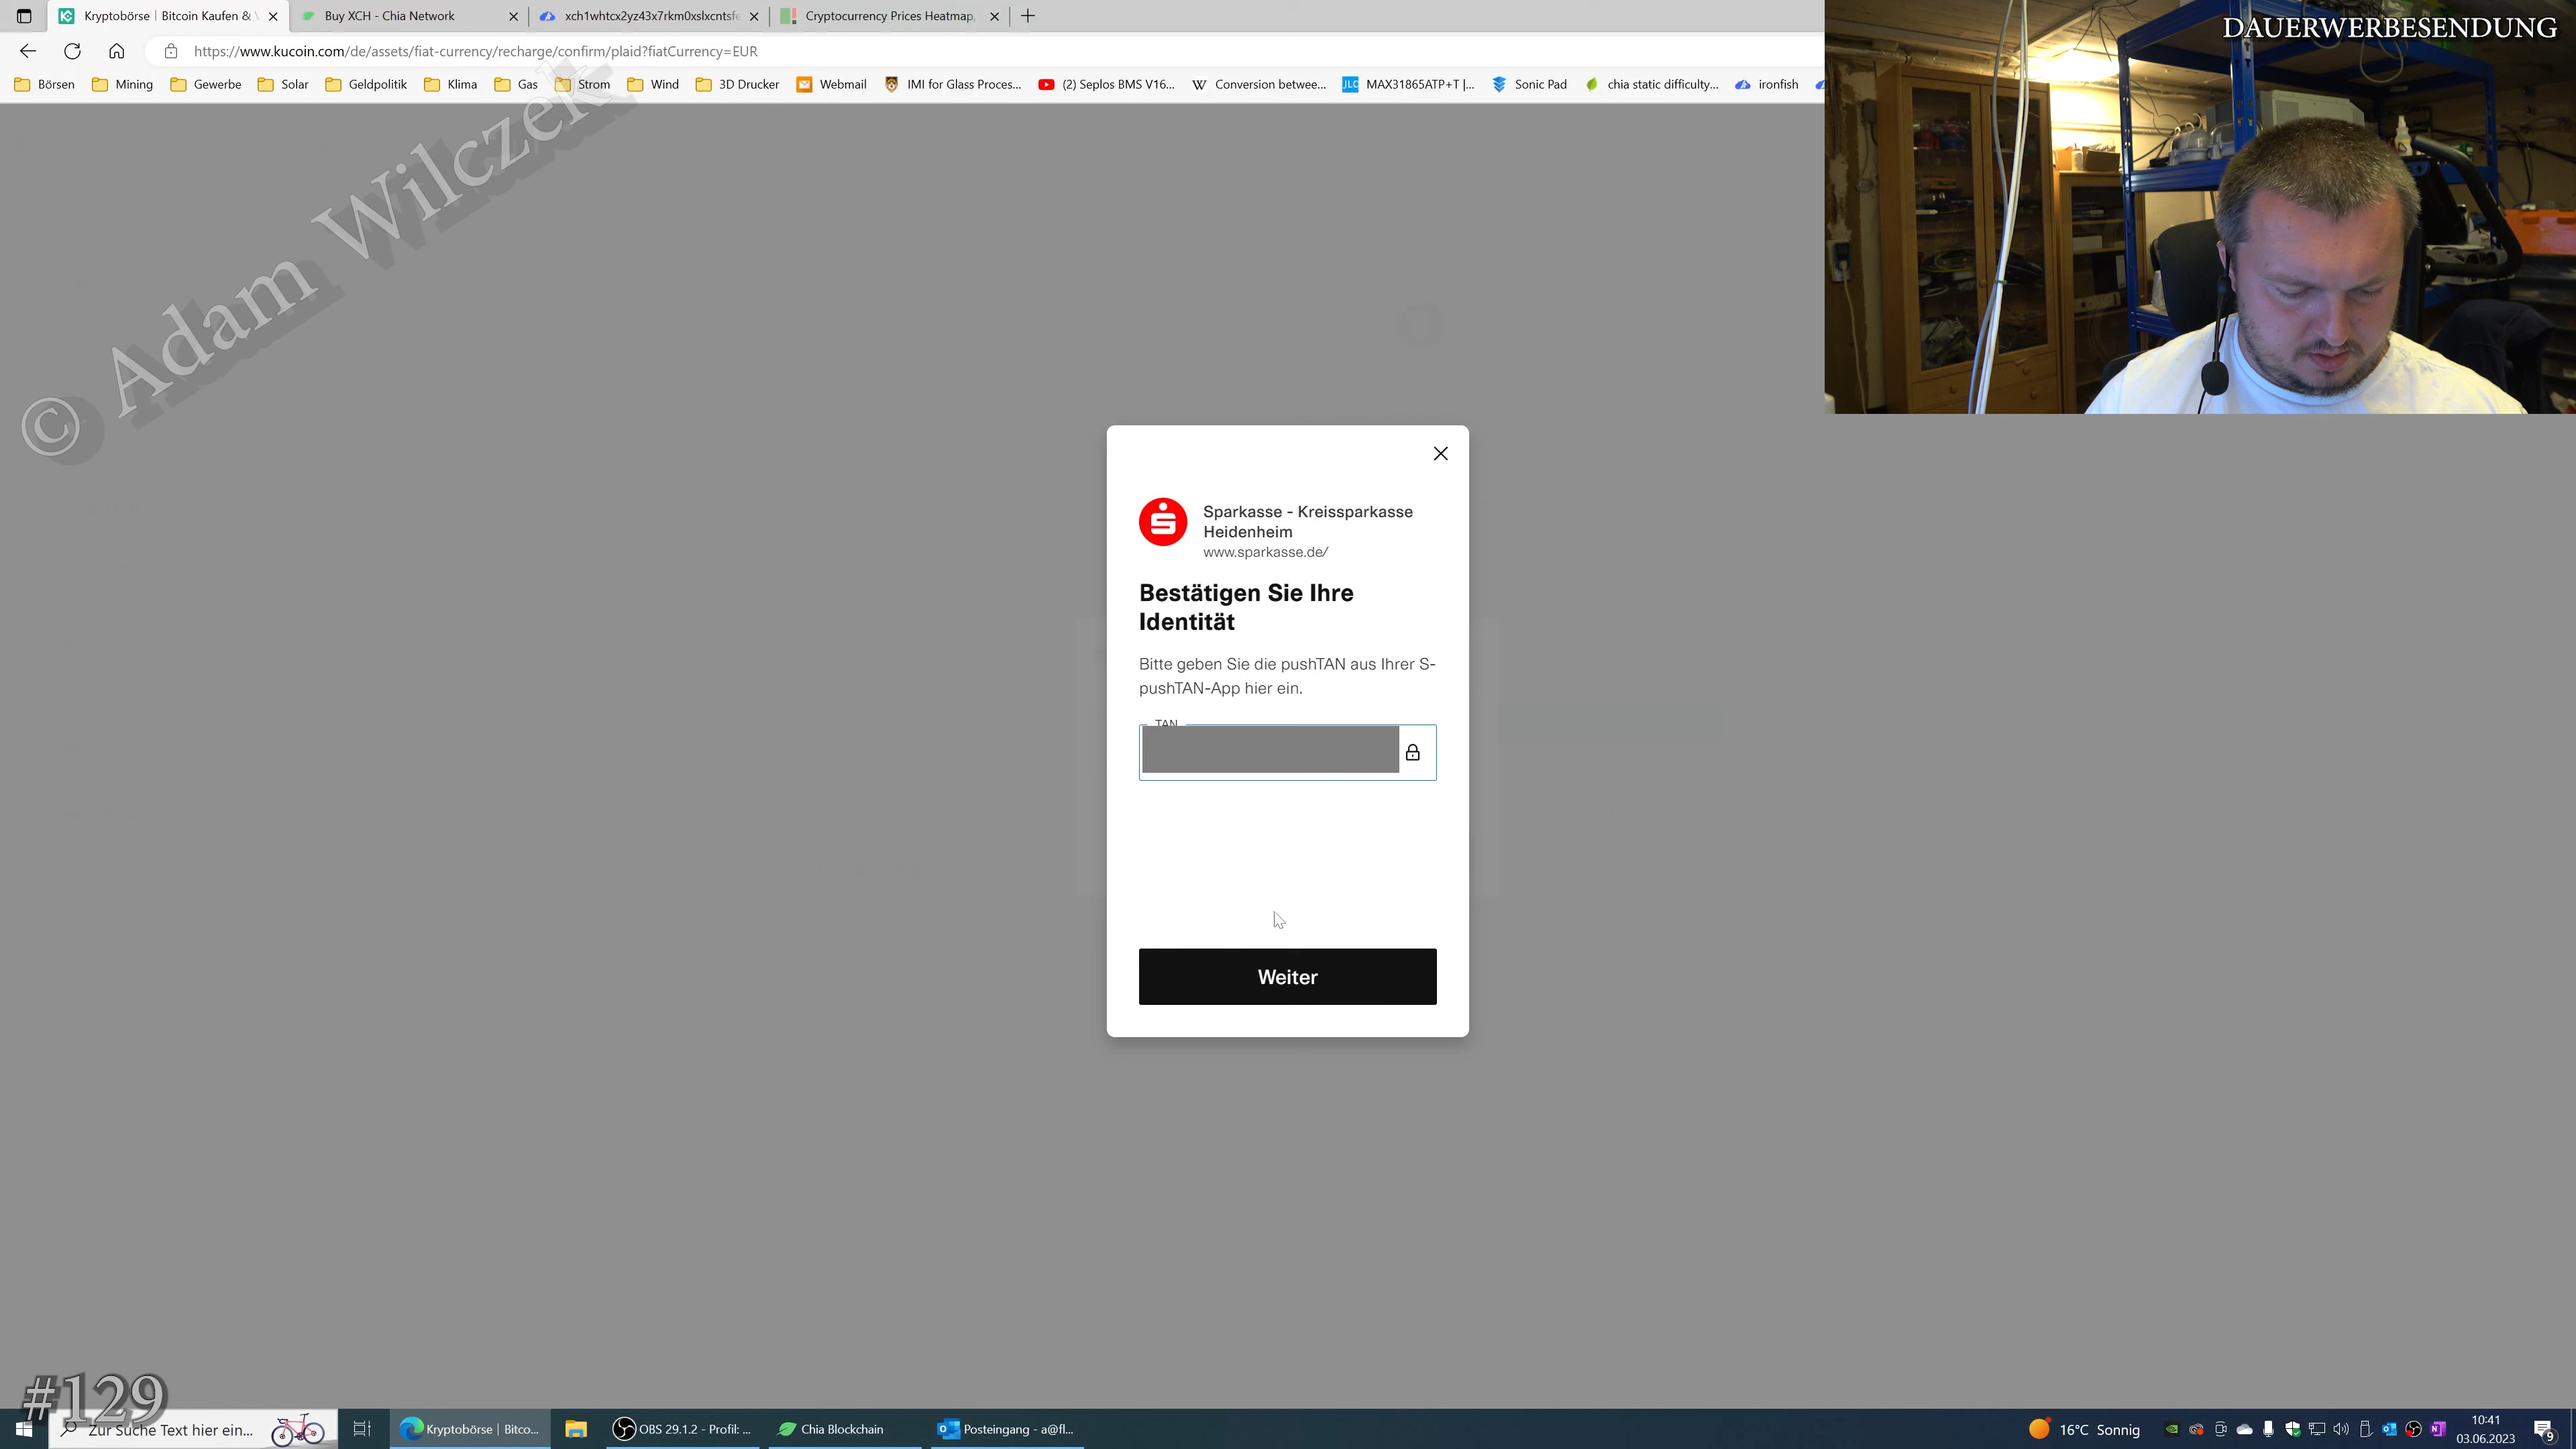 Kryptobörse | Bitcoin Kaufen &
Buy XCH - Chia Network
xch1whtcx2yz43x7rkm0xslxcntsfe
Cryptocurrency Prices Heatmap,
https://www.kucoin.com/de/assets/fiat-currency/recharge/confirm/plaid?fiatCurrency=EUR
Börsen
Mining
Gewerbe
Solar
Geldpolitik
Klima
Gas
Strom
Wind
3D Drucker
Webmail
IMI for Glass Proces...
(2) Seplos BMS V16...
Conversion betwee...
MAX31865ATP+T |...
Sonic Pad
chia static difficulty...
ironfish
DAUERWERBESENDUNG
© Adam Wilczek
Sparkasse - Kreissparkasse
Heidenheim
www.sparkasse.de/
Bestätigen Sie Ihre
Identität
Bitte geben Sie die pushTAN aus Ihrer S-
pushTAN-App hier ein.
TAN
Weiter
#129
Zur Suche Text hier ein...
Kryptobörse | Bitco...
OBS 29.1.2 - Profil: ...
Chia Blockchain
Posteingang - a@fl...
16°C Sonnig
10:41
03.06.2023
9